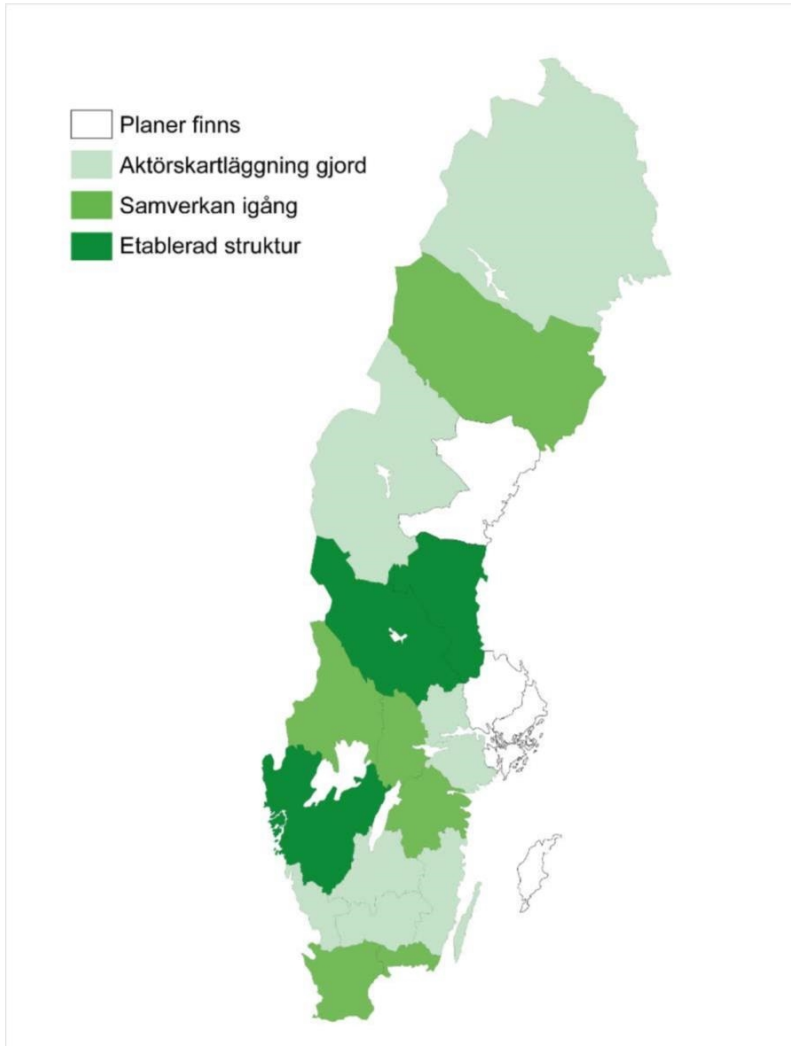 Planer finns
Aktörskartläggning gjord
Samverkan igång
Etablerad struktur